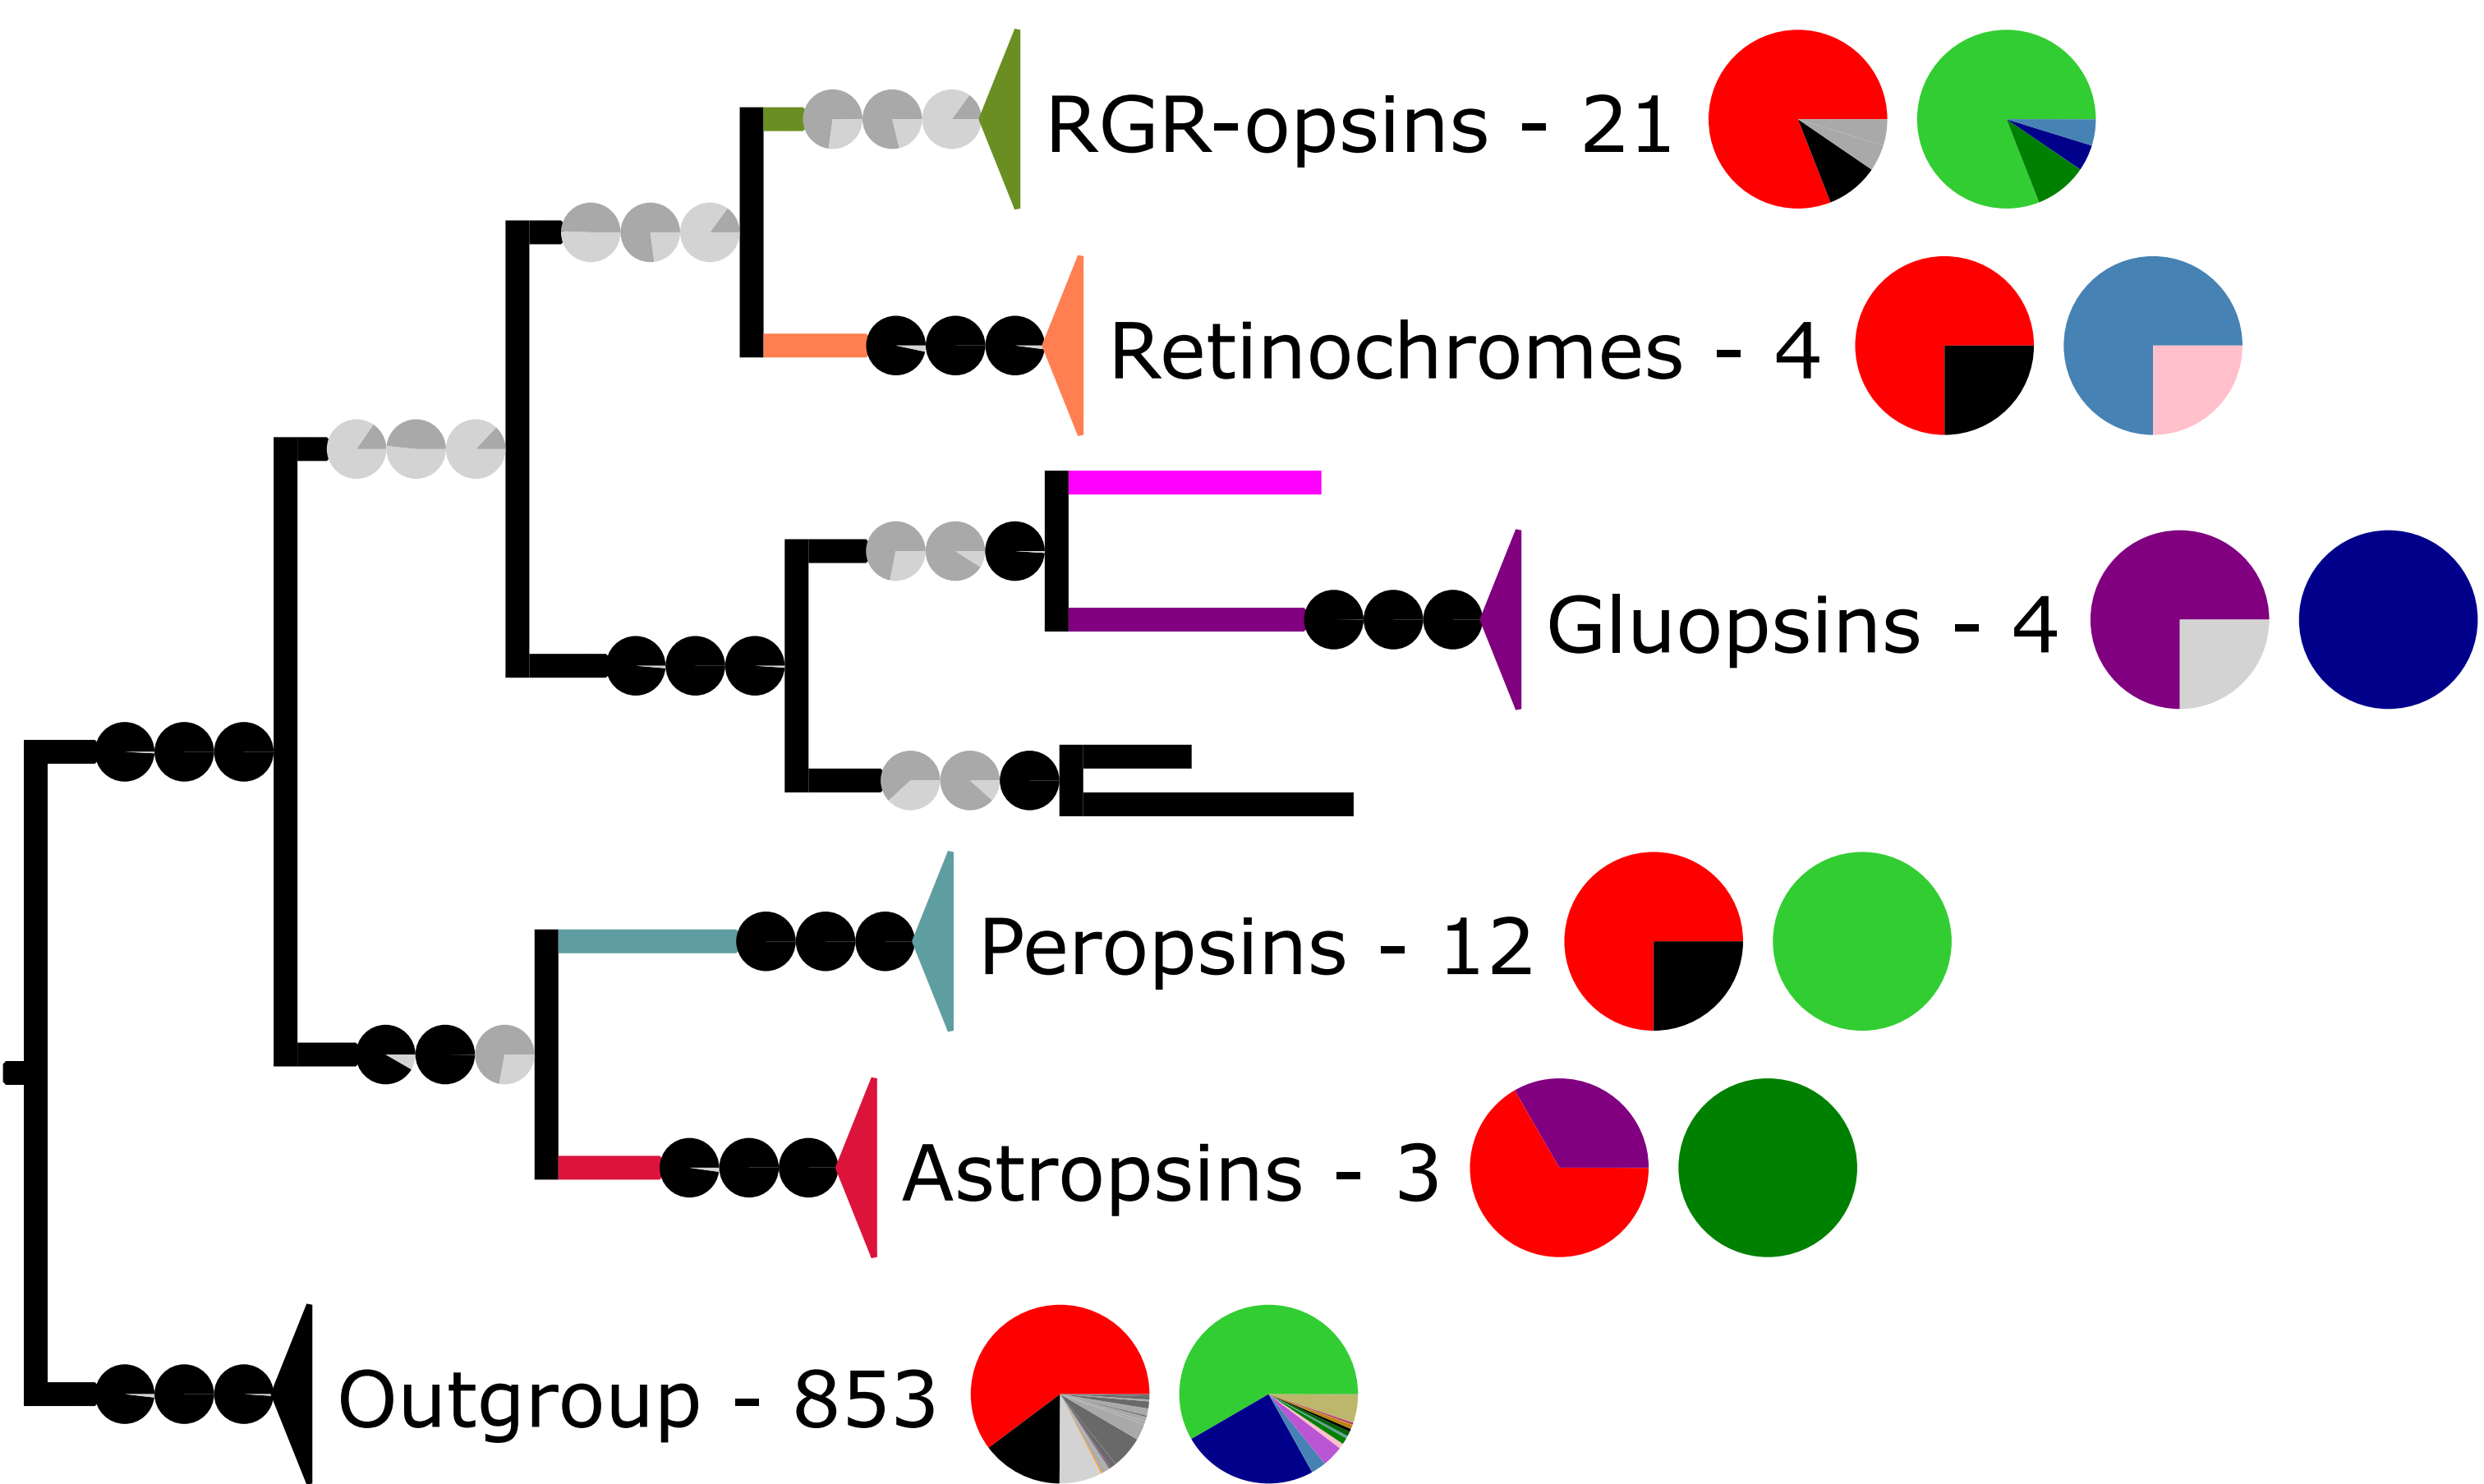 RGR-opsins - 21
Retinochromes - 4
Gluopsins - 4
Peropsins - 12
Astropsins - 3
Outgroup - 853